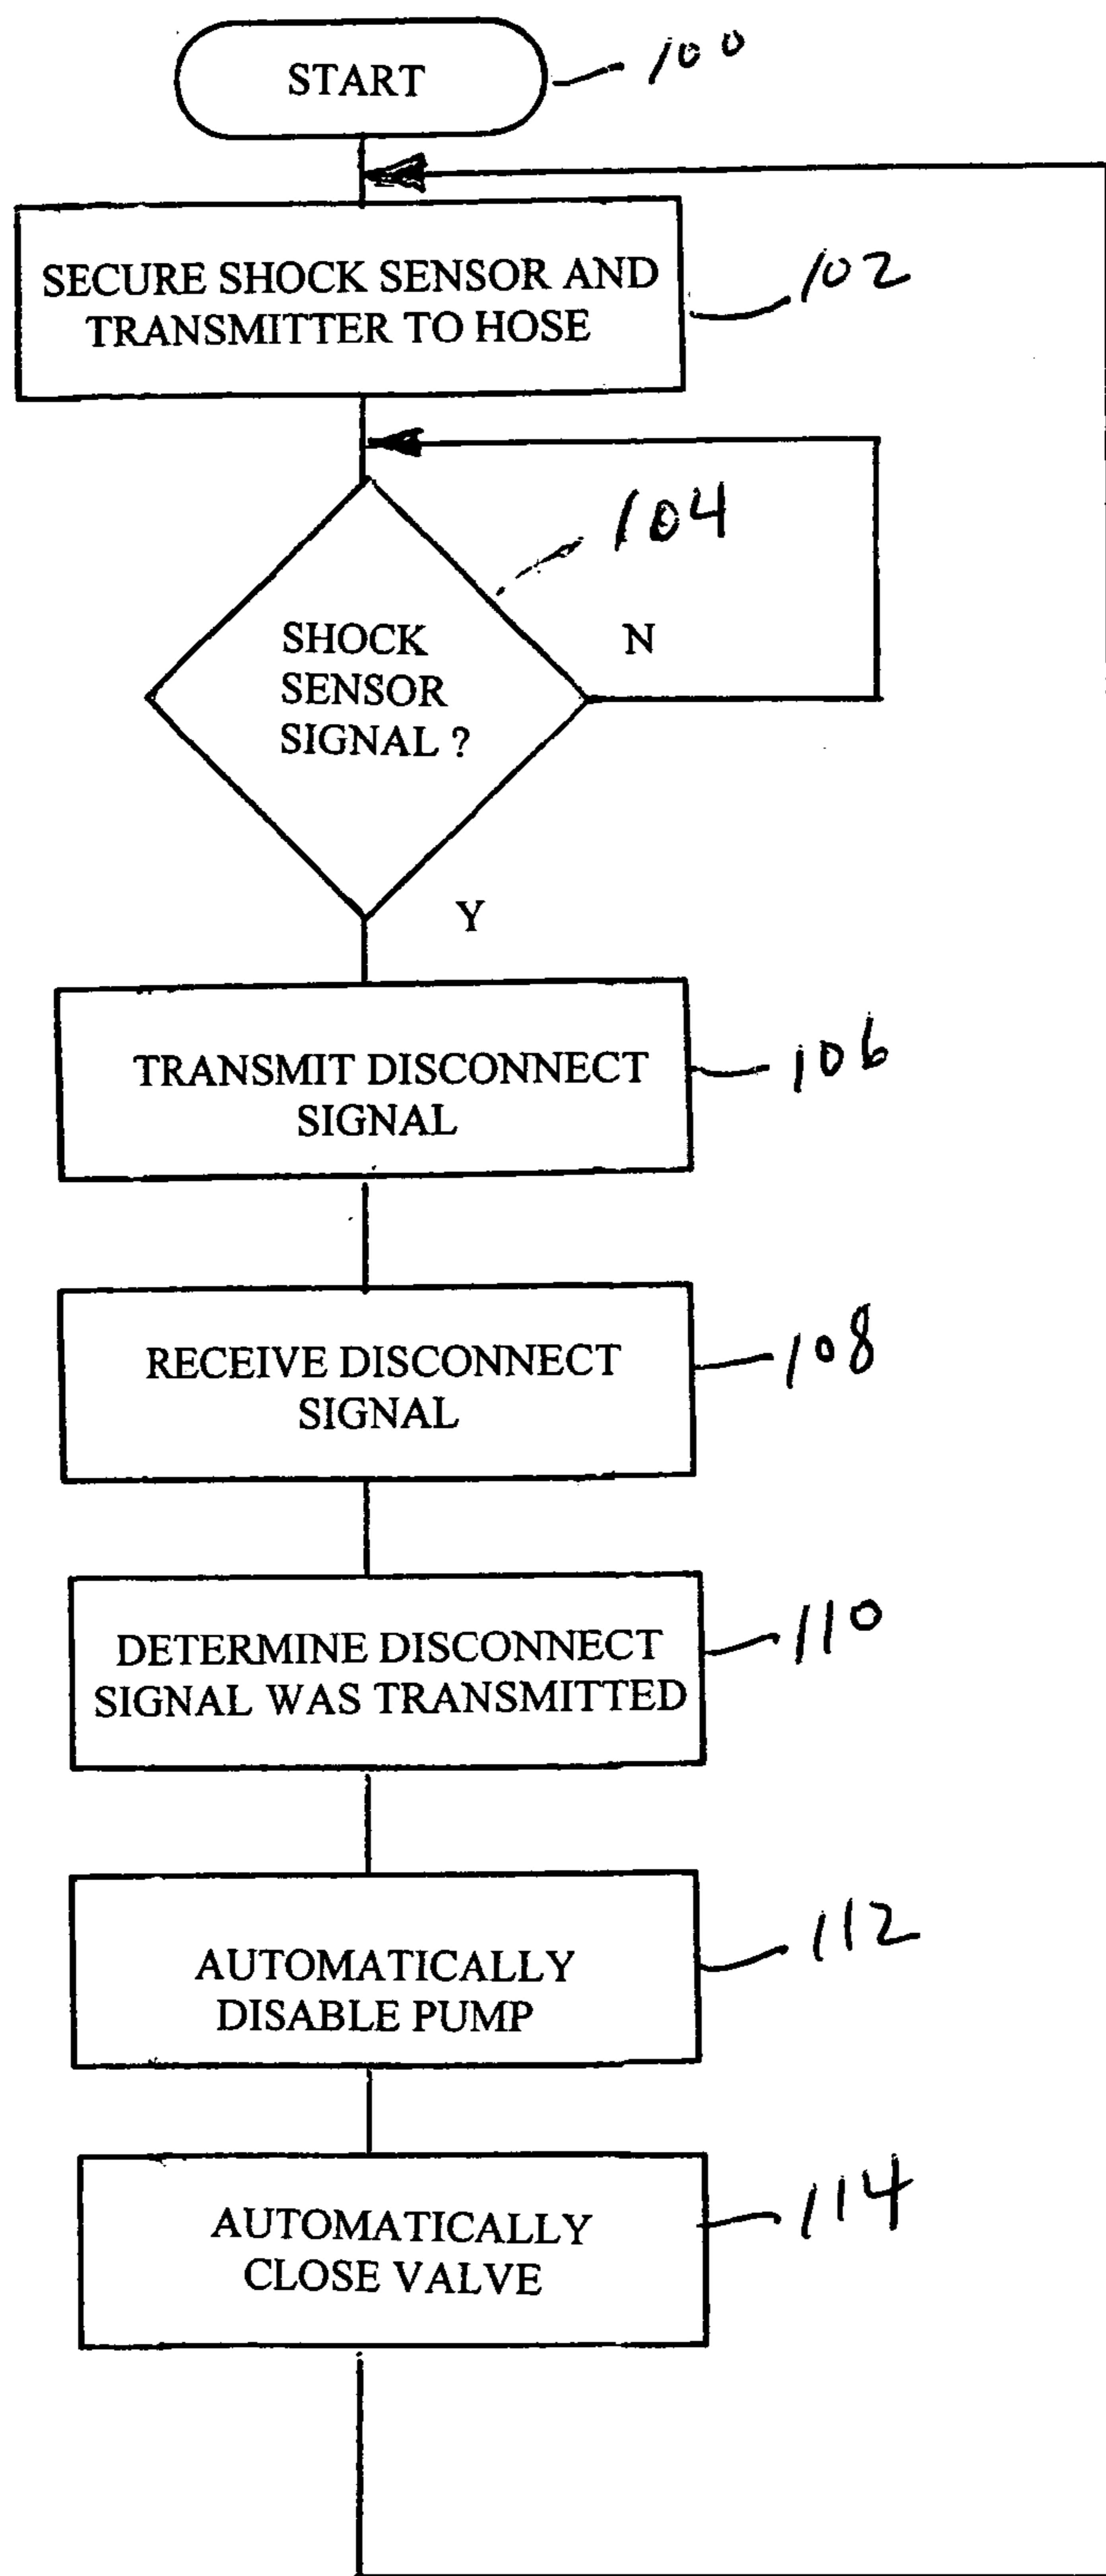 START
100
SECURE SHOCK SENSOR AND
TRANSMITTER TO HOSE
102
104
SHOCK
SENSOR
SIGNAL ?
N
Y
TRANSMIT DISCONNECT
SIGNAL
106
RECEIVE DISCONNECT
SIGNAL
108
DETERMINE DISCONNECT
SIGNAL WAS TRANSMITTED
110
AUTOMATICALLY
DISABLE PUMP
112
AUTOMATICALLY
CLOSE VALVE
114